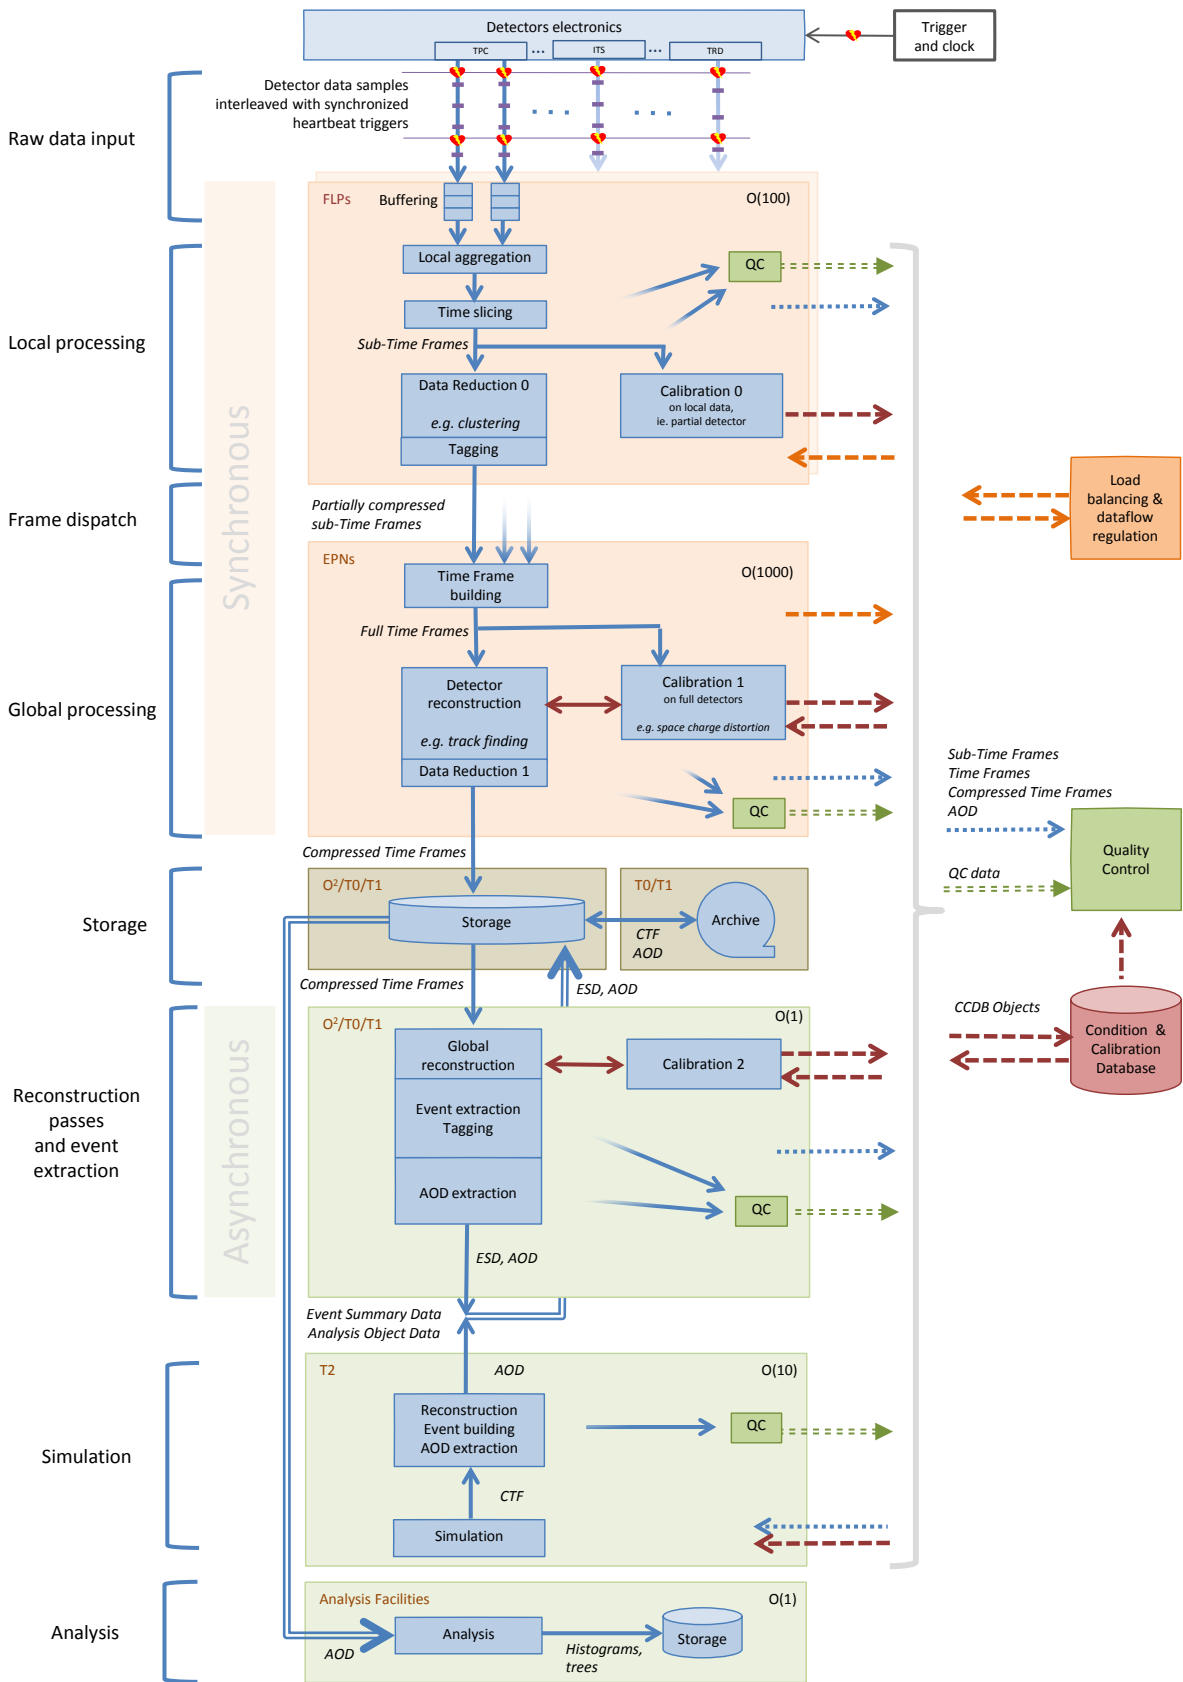 Detectors electronics
TPC
...
ITS
...
TRD
Trigger
and clock
Detector data samples
interleaved with synchronized
heartbeat triggers
. . . .
. . .
Raw data input
FLPs
Buffering
O(100)
Local aggregation
QC
Time slicing
Sub-Time Frames
Local processing
Data Reduction 0
e.g. clustering
Tagging
Calibration 0
on local data,
ie. partial detector
Synchronous
Frame dispatch
Partially compressed
sub-Time Frames
Load
balancing &
dataflow
regulation
EPNs
O(1000)
Time Frame
building
Full Time Frames
Global processing
Detector
reconstruction
e.g. track finding
Data Reduction 1
Calibration 1
on full detectors
e.g. space charge distortion
QC
Sub-Time Frames
Time Frames
Compressed Time Frames
AOD
QC data
Quality
Control
Compressed Time Frames
Storage
O²/T0/T1
Storage
T0/T1
Archive
CTF
AOD
Compressed Time Frames
ESD, AOD
O²/T0/T1
O(1)
Global
reconstruction
Calibration 2
CCDB Objects
Condition &
Calibration
Database
Reconstruction
passes
and event
extraction
Asynchronous
Event extraction
Tagging
AOD extraction
QC
ESD, AOD
Event Summary Data
Analysis Object Data
T2
AOD
O(10)
Reconstruction
Event building
AOD extraction
QC
Simulation
CTF
Simulation
Analysis Facilities
O(1)
Analysis
AOD
Analysis
Histograms,
trees
Storage